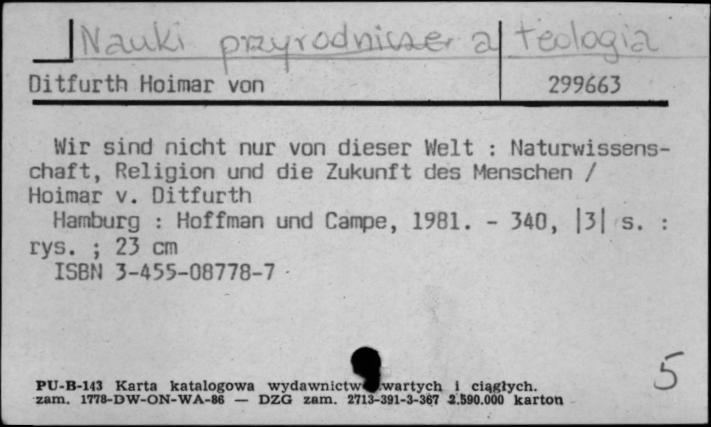 Nauki przyrodnicze a teologia
Ditfurth Hoimar von 299663
Wir sind nicht nur von dieser Welt : Naturwissens-
chaft, Religion und die Zukunft des Menschen /
Hoimar v. Ditfurth
Hamburg : Hoffman und Campe, 1981. - 340, |3| s. :
rys. ; 23 cm
ISBN 3-455-08778-7
5
PU-B-143 Karta katalogowa wydawnictw zwartych i ciągłych.
zam. 1778-DW-ON-WA-86 — DZG zam. 2713-391-3-367 2.590.000 karton